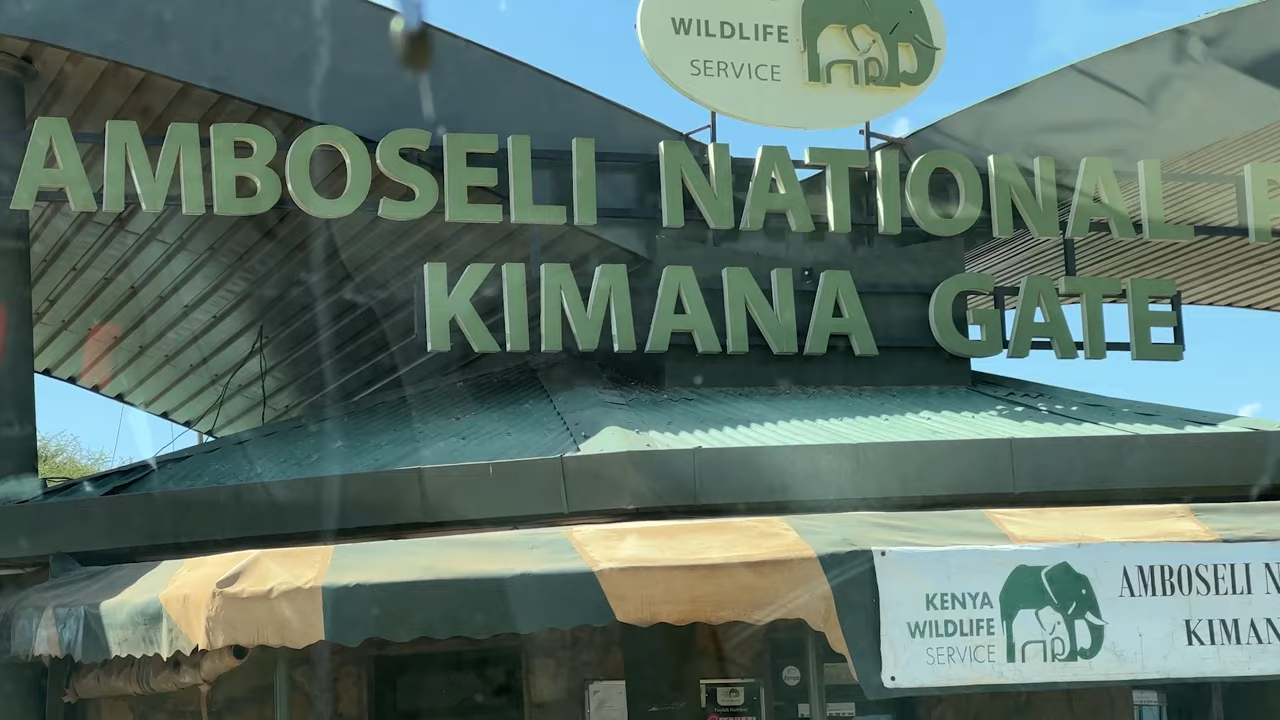 WILDLIFE
SERVICE
AMBOSELI NATIONAL P
KIMANA GATE
KENYA
WILDLIFE
SERVICE
AMBOSELI N
KIMAN